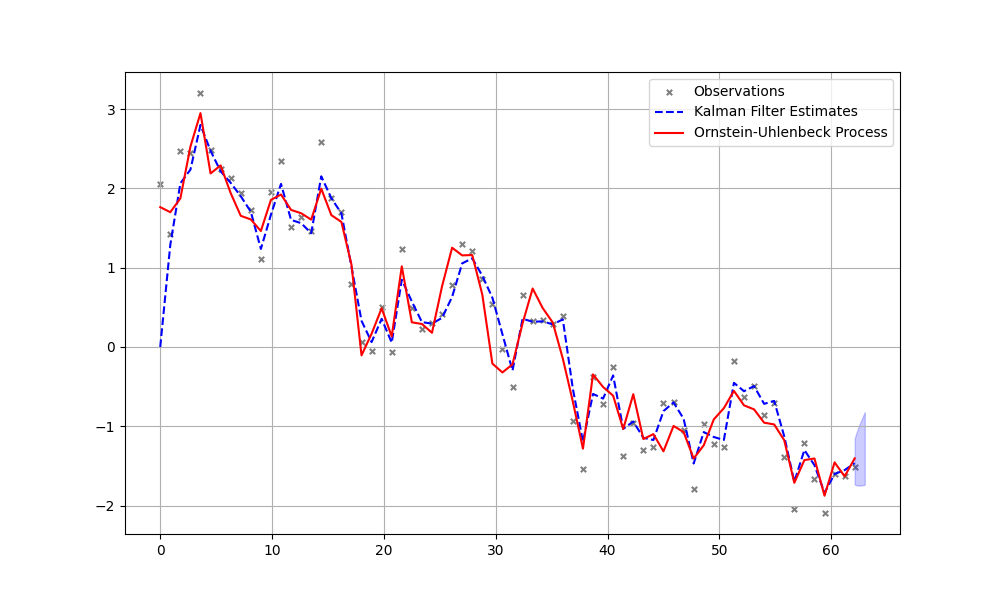 Observations
Kalman Filter Estimates
Ornstein-Uhlenbeck Process
3
2
1
0
−1
−2
0 10 20 30 40 50 60